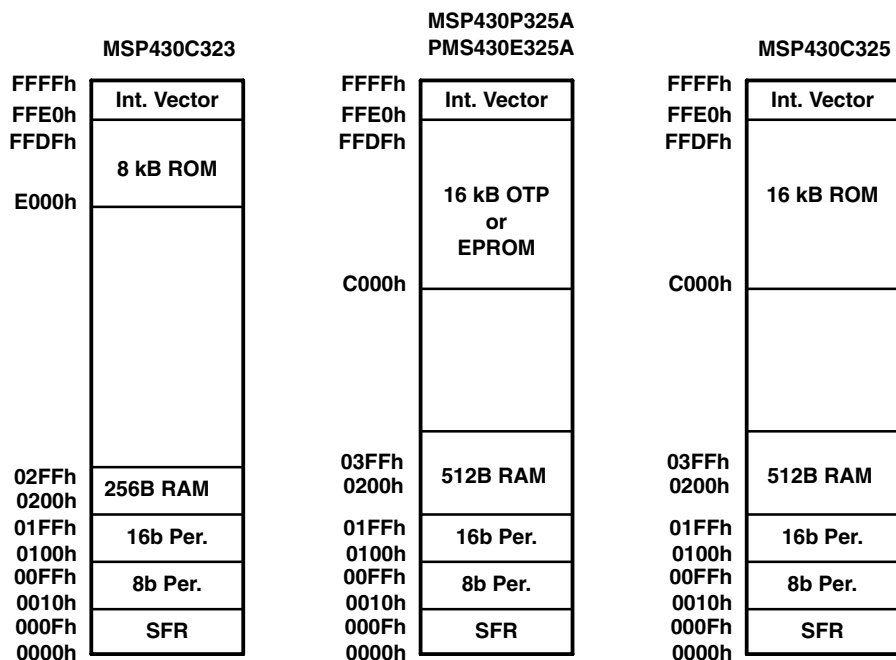 MSP430C323
FFFFh
Int. Vector
FFE0h
FFDFh
8 kB ROM
E000h
02FFh
256B RAM
0200h
01FFh
16b Per.
0100h
00FFh
8b Per.
0010h
000Fh
SFR
0000h
MSP430P325A
PMS430E325A
FFFFh
Int. Vector
FFE0h
FFDFh
16 kB OTP
or
EPROM
C000h
03FFh
512B RAM
0200h
01FFh
16b Per.
0100h
00FFh
8b Per.
0010h
000Fh
SFR
0000h
MSP430C325
FFFFh
Int. Vector
FFE0h
FFDFh
16 kB ROM
C000h
03FFh
512B RAM
0200h
01FFh
16b Per.
0100h
00FFh
8b Per.
0010h
000Fh
SFR
0000h